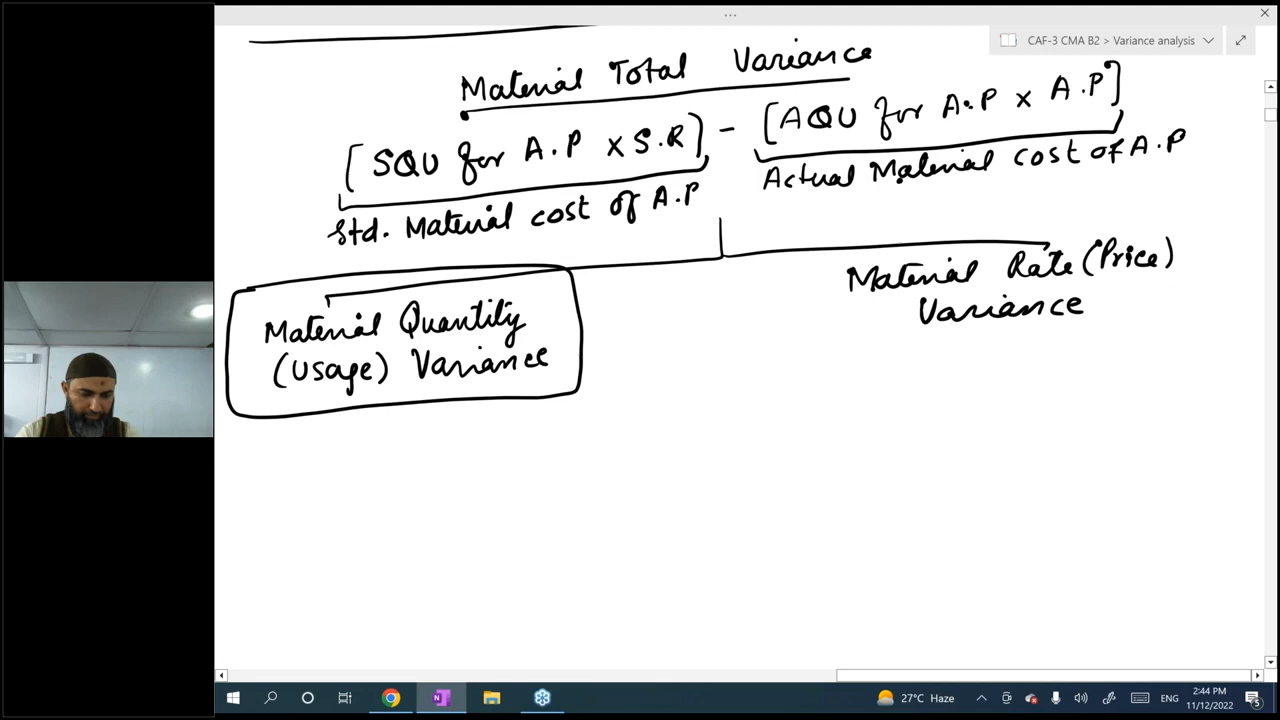 CAF-3 CMA B2 > Variance analysis
Material Total Variance
[SQU for A.P x S.R] - [AQU for A.P x A.P]
Std. Material cost of A.P
Actual Material cost of A.P
Material Quantity
(Usage) Variance
Material Rate (Price)
Variance
27°C Haze
ENG
2:44 PM
11/12/2022
5